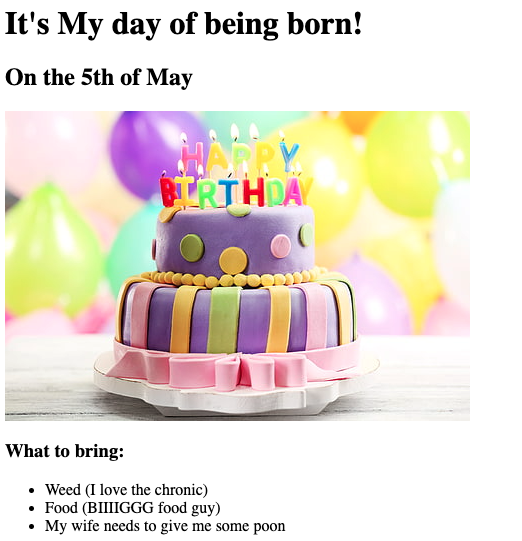 It's My day of being born!
On the 5th of May
HAPPY
BIRTHDAY
What to bring:
Weed (I love the chronic)
Food (BIIIIGGG food guy)
My wife needs to give me some poon